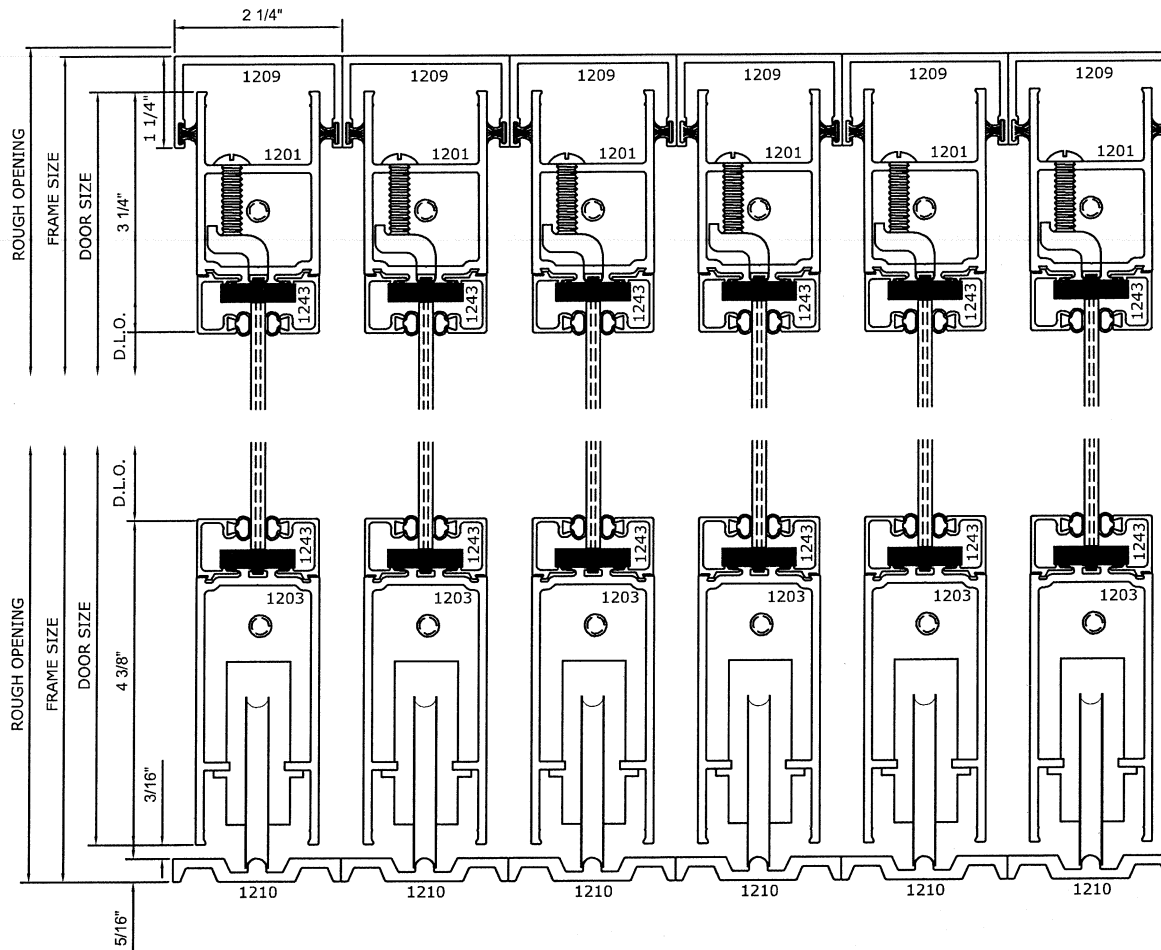 2 1/4"
1209 1209 1209 1209 1209 1209
1 1/4"
1201 1201 1201 1201 1201 1201
ROUGH OPENING
FRAME SIZE
DOOR SIZE
3 1/4"
D.L.O.
1243 1243 1243 1243 1243 1243
D.L.O.
1243 1243 1243 1243 1243 1243
1203 1203 1203 1203 1203 1203
ROUGH OPENING
FRAME SIZE
DOOR SIZE
4 3/8"
3/16"
1210 1210 1210 1210 1210 1210
5/16"